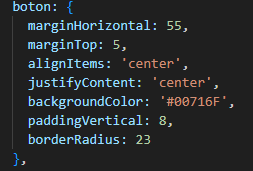 boton: {
marginHorizontal: 55,
marginTop: 5,
alignItems: 'center',
justifyContent: 'center',
backgroundColor: '#00716F',
paddingVertical: 8,
borderRadius: 23
},